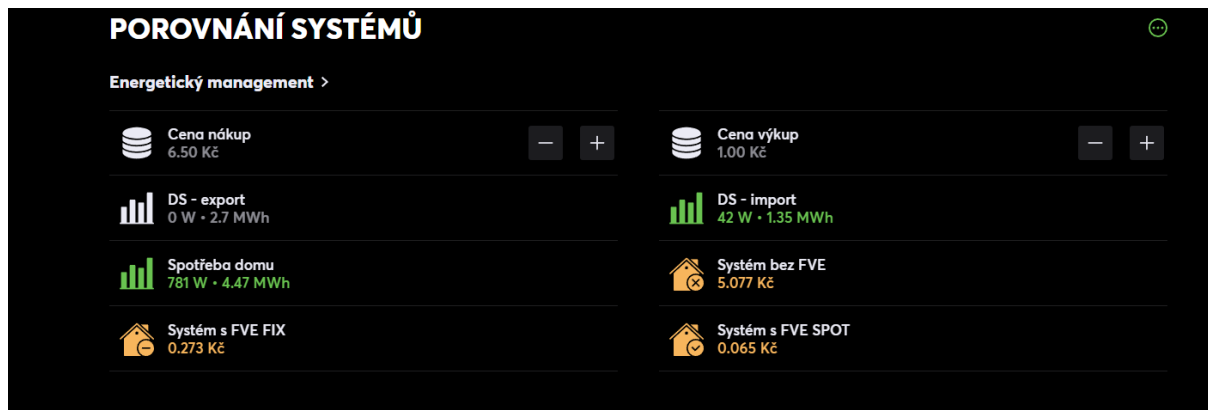 POROVNÁNÍ SYSTÉMŮ
Energetický management >
Cena nákup
6.50 Kč
Cena výkup
1.00 Kč
DS - export
0 W • 2.7 MWh
DS - import
42 W • 1.35 MWh
Spotřeba domu
781 W • 4.47 MWh
Systém bez FVE
5.077 Kč
Systém s FVE FIX
0.273 Kč
Systém s FVE SPOT
0.065 Kč